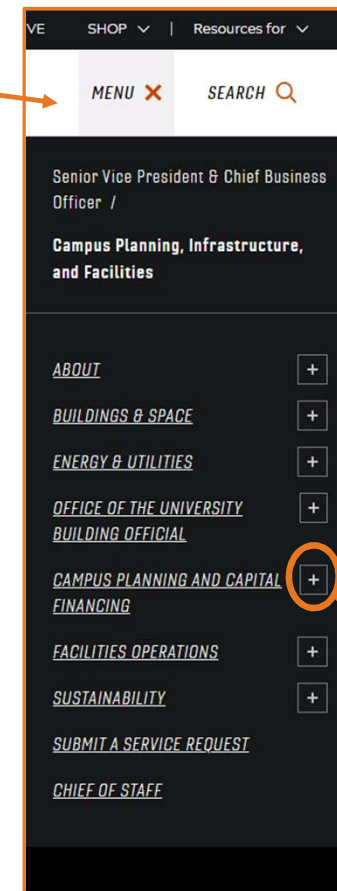 VE SHOP | Resources for
MENU SEARCH
Senior Vice President & Chief Business
Officer /
Campus Planning, Infrastructure,
and Facilities
ABOUT +
BUILDINGS & SPACE +
ENERGY & UTILITIES +
OFFICE OF THE UNIVERSITY +
BUILDING OFFICIAL
CAMPUS PLANNING AND CAPITAL +
FINANCING
FACILITIES OPERATIONS +
SUSTAINABILITY +
SUBMIT A SERVICE REQUEST
CHIEF OF STAFF